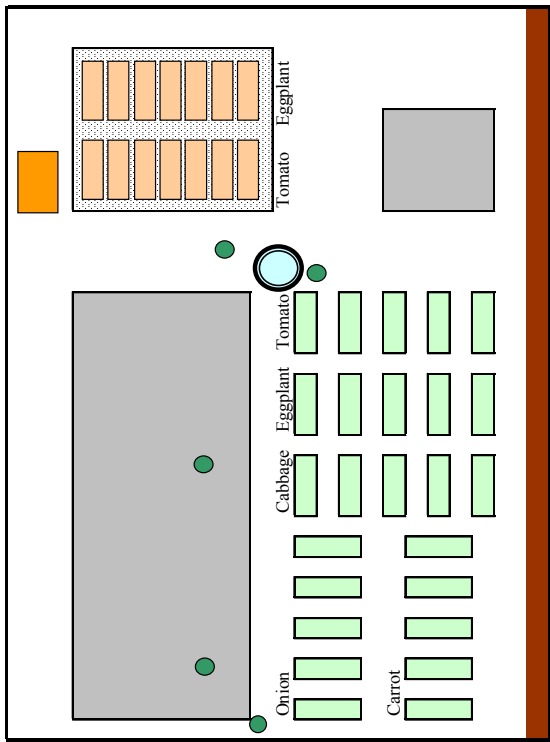 Eggplant
Tomato
Tomato
Eggplant
Cabbage
Onion
Carrot